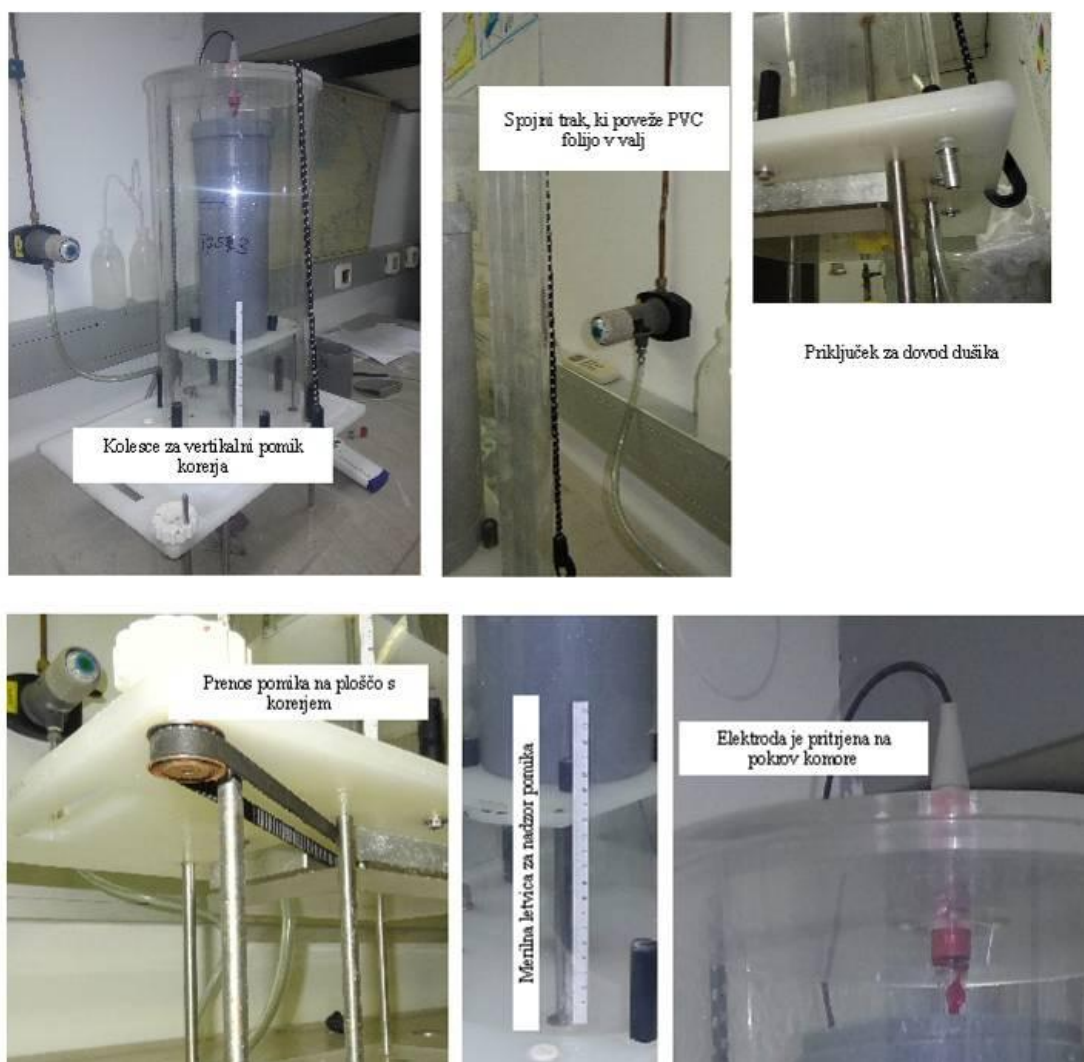 Spojni trak, ki poveže PVC
folijo v valj
Priključek za dovod dušika
Kolesce za vertikalni pomik
korerja
Prenos pomika na ploščo s
korerjem
Merilna letvica za nadzor pomika
Elektroda je pritrjena na
pokrov komore